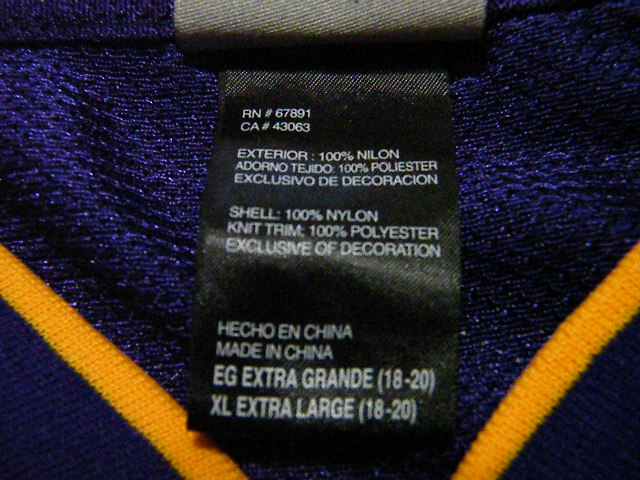 RN # 67891
CA # 43063
EXTERIOR : 100% NILON
ADORNO TEJIDO: 100% POLIESTER
EXCLUSIVO DE DECORACION
SHELL: 100% NYLON
KNIT TRIM: 100% POLYESTER
EXCLUSIVE OF DECORATION
HECHO EN CHINA
MADE IN CHINA
EG EXTRA GRANDE (18-20)
XL EXTRA LARGE (18-20)